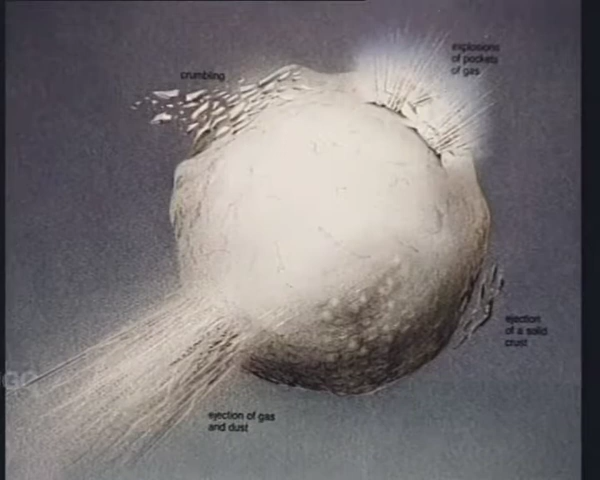 explosions
of pockets
of gas
crumbling
ejection
of a solid
crust
ejection of gas
and dust